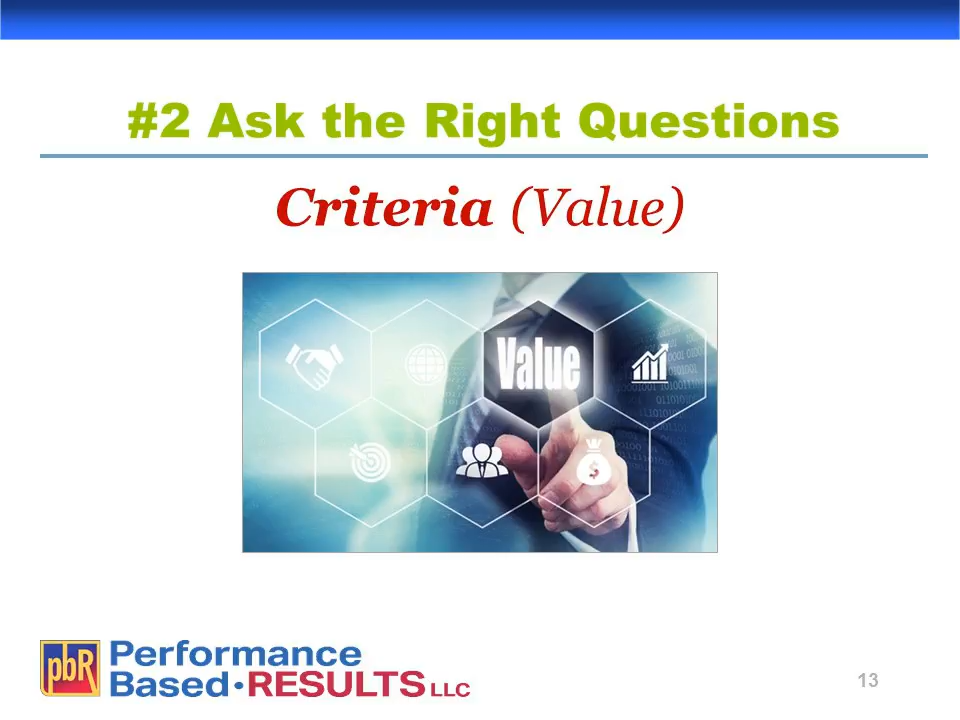 #2 Ask the Right Questions
Criteria (Value)
Value
$
pbR
Performance
Based•RESULTS LLC
13